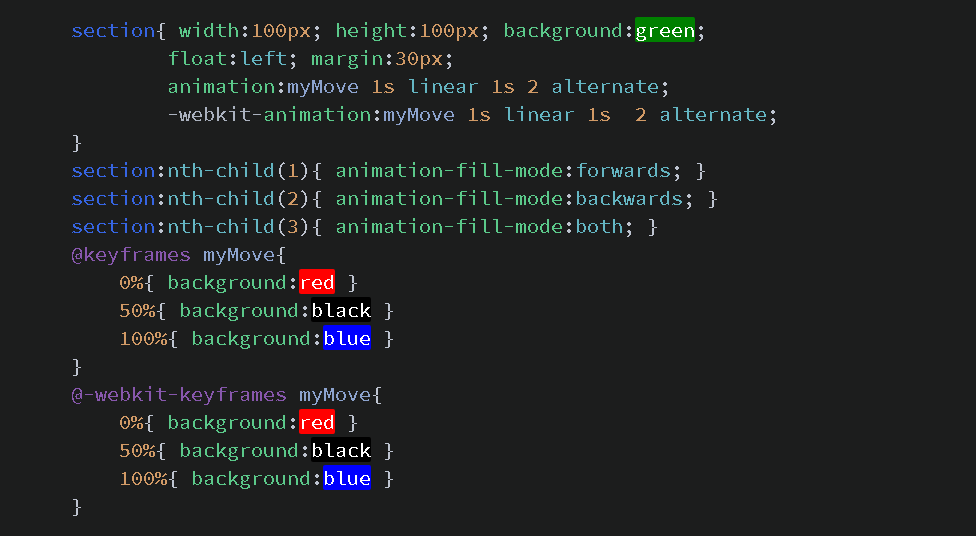 section{ width:100px; height:100px; background:green;
float:left; margin:30px;
animation:myMove 1s linear 1s 2 alternate;
-webkit-animation:myMove 1s linear 1s  2 alternate;
}
section:nth-child(1){ animation-fill-mode:forwards; }
section:nth-child(2){ animation-fill-mode:backwards; }
section:nth-child(3){ animation-fill-mode:both; }
@keyframes myMove{
0%{ background:red }
50%{ background:black }
100%{ background:blue }
}
@-webkit-keyframes myMove{
0%{ background:red }
50%{ background:black }
100%{ background:blue }
}